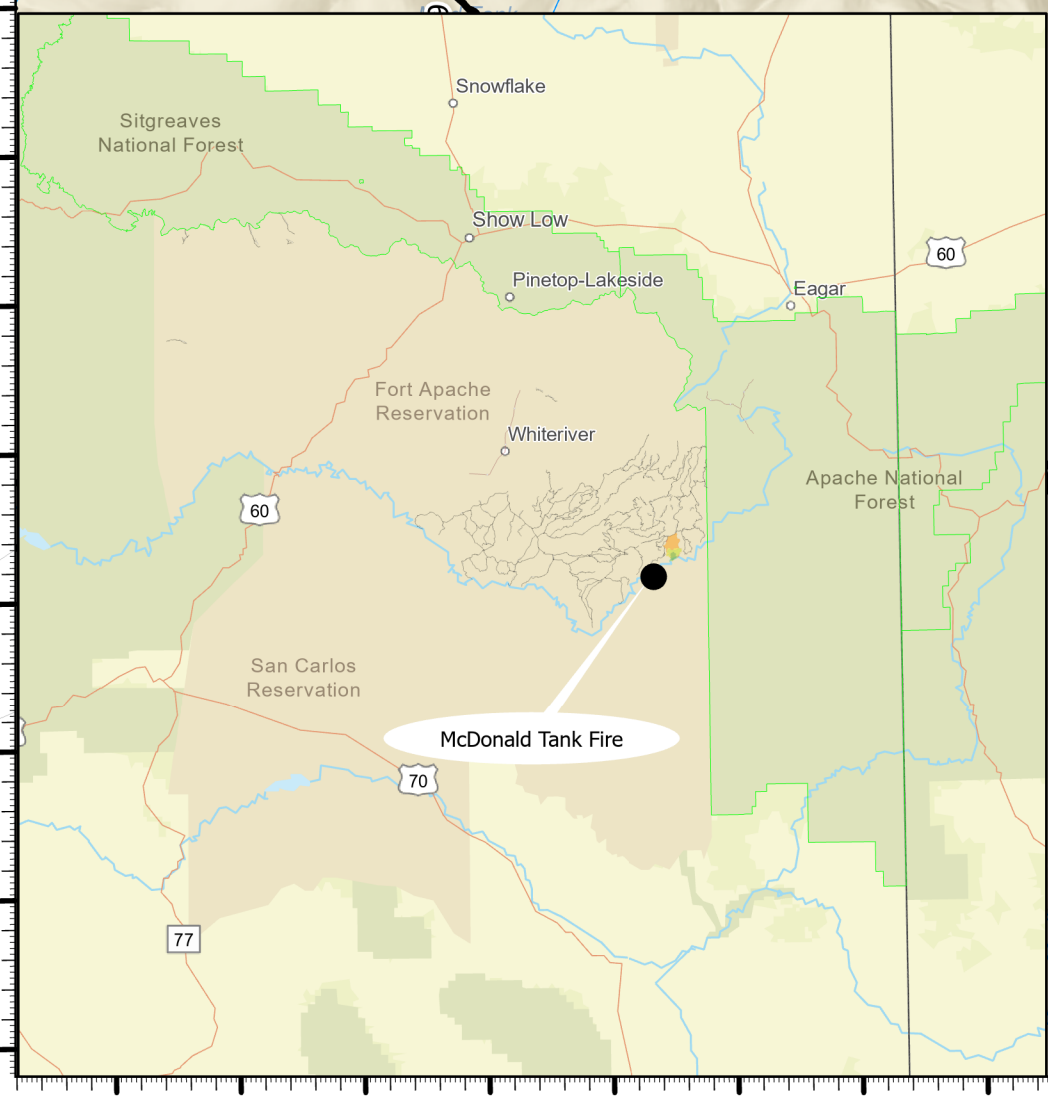 Snowflake
Sitgreaves
National Forest
Show Low
60
Pinetop-Lakeside
Eagar
Fort Apache
Reservation
Whiteriver
Apache National
Forest
60
San Carlos
Reservation
McDonald Tank Fire
70
77